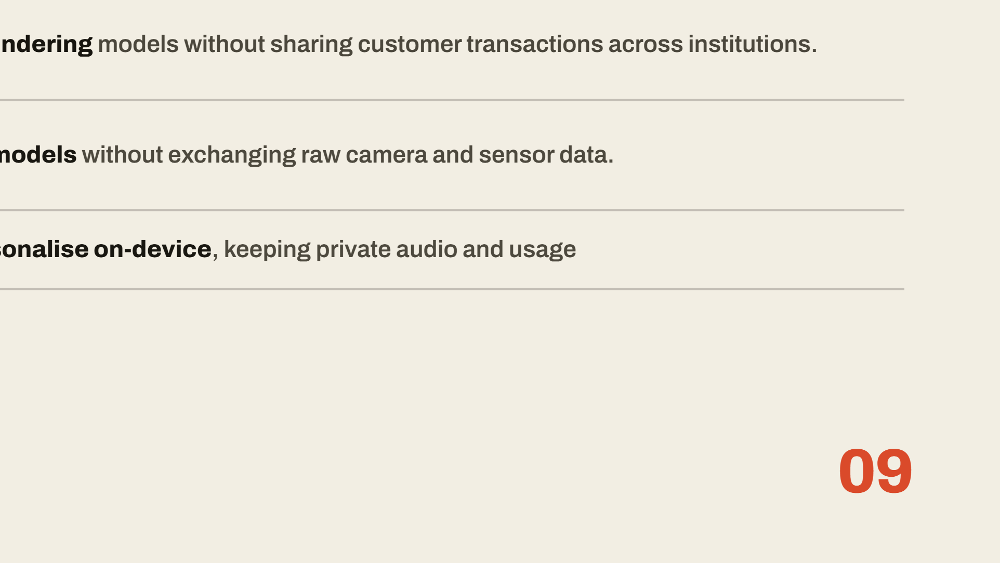 ndering models without sharing customer transactions across institutions.
models without exchanging raw camera and sensor data.
sonalise on-device, keeping private audio and usage
09